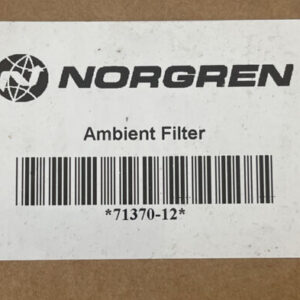 NORGREN
Ambient Filter
*71370-12*